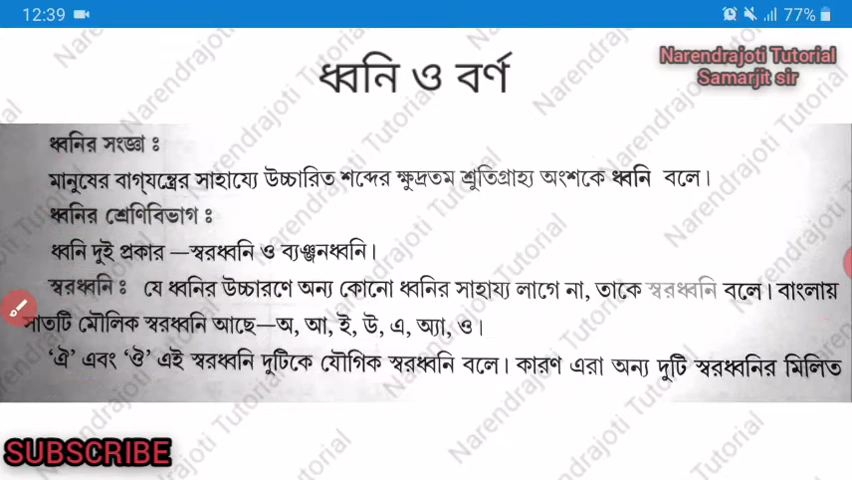 12:39
77%
ধ্বনি ও বর্ণ
Narendrajoti Tutorial
Samarjit sir
ধ্বনির সংজ্ঞা ঃ
মানুষের বাগ্‌যন্ত্রের সাহায্যে উচ্চারিত শব্দের ক্ষুদ্রতম শ্রুতিগ্রাহ্য অংশকে ধ্বনি বলে।
ধ্বনির শ্রেণিবিভাগ ঃ
ধ্বনি দুই প্রকার —স্বরধ্বনি ও ব্যঞ্জনধ্বনি।
স্বরধ্বনি ঃ যে ধ্বনির উচ্চারণে অন্য কোনো ধ্বনির সাহায্য লাগে না, তাকে স্বরধ্বনি বলে। বাংলায়
সাতটি মৌলিক স্বরধ্বনি আছে—অ, আ, ই, উ, এ, অ্যা, ও।
‘ঐ’ এবং ‘ঔ’ এই স্বরধ্বনি দুটিকে যৌগিক স্বরধ্বনি বলে। কারণ এরা অন্য দুটি স্বরধ্বনির মিলিত
SUBSCRIBE